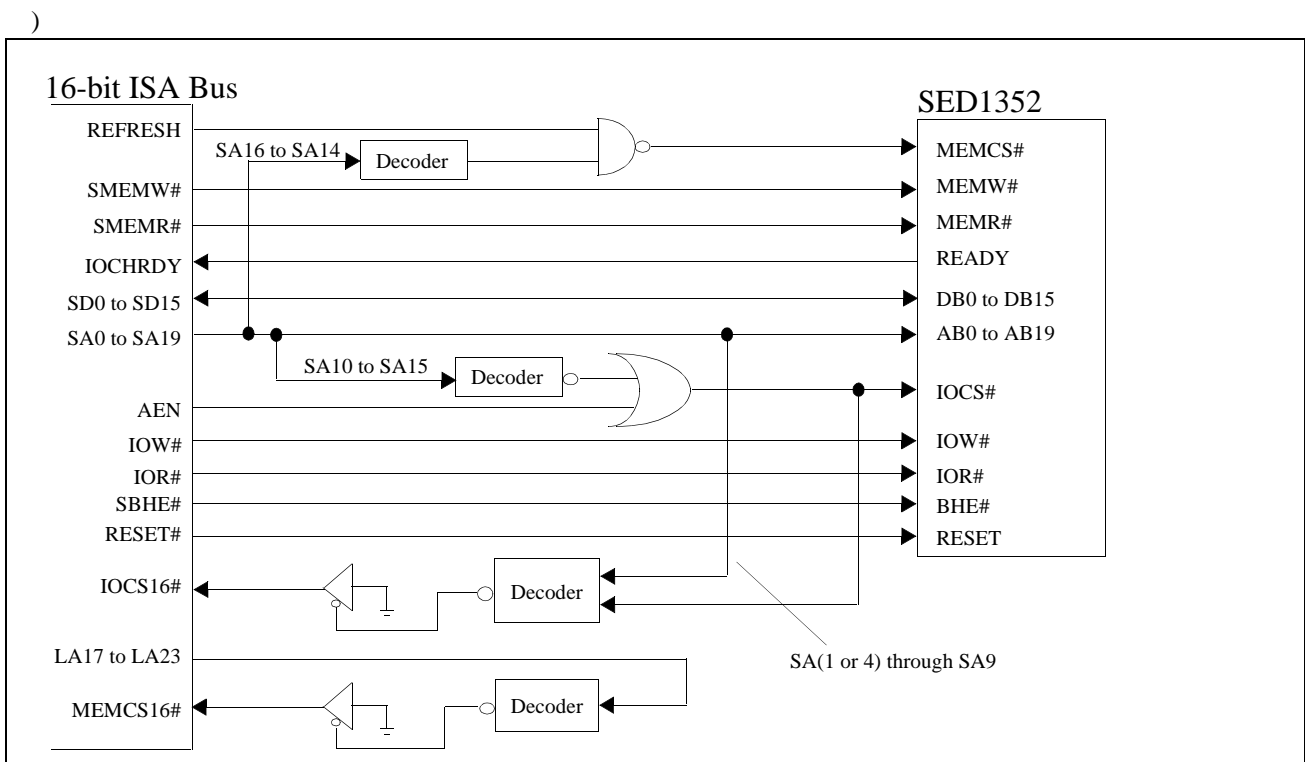 )
16-bit ISA Bus
SED1352
REFRESH
SA16 to SA14
Decoder
MEMCS#
SMEMW#
MEMW#
SMEMR#
MEMR#
IOCHRDY
READY
SD0 to SD15
DB0 to DB15
SA0 to SA19
AB0 to AB19
SA10 to SA15
Decoder
IOCS#
AEN
IOW#
IOW#
IOR#
IOR#
SBHE#
BHE#
RESET#
RESET
IOCS16#
Decoder
LA17 to LA23
SA(1 or 4) through SA9
MEMCS16#
Decoder